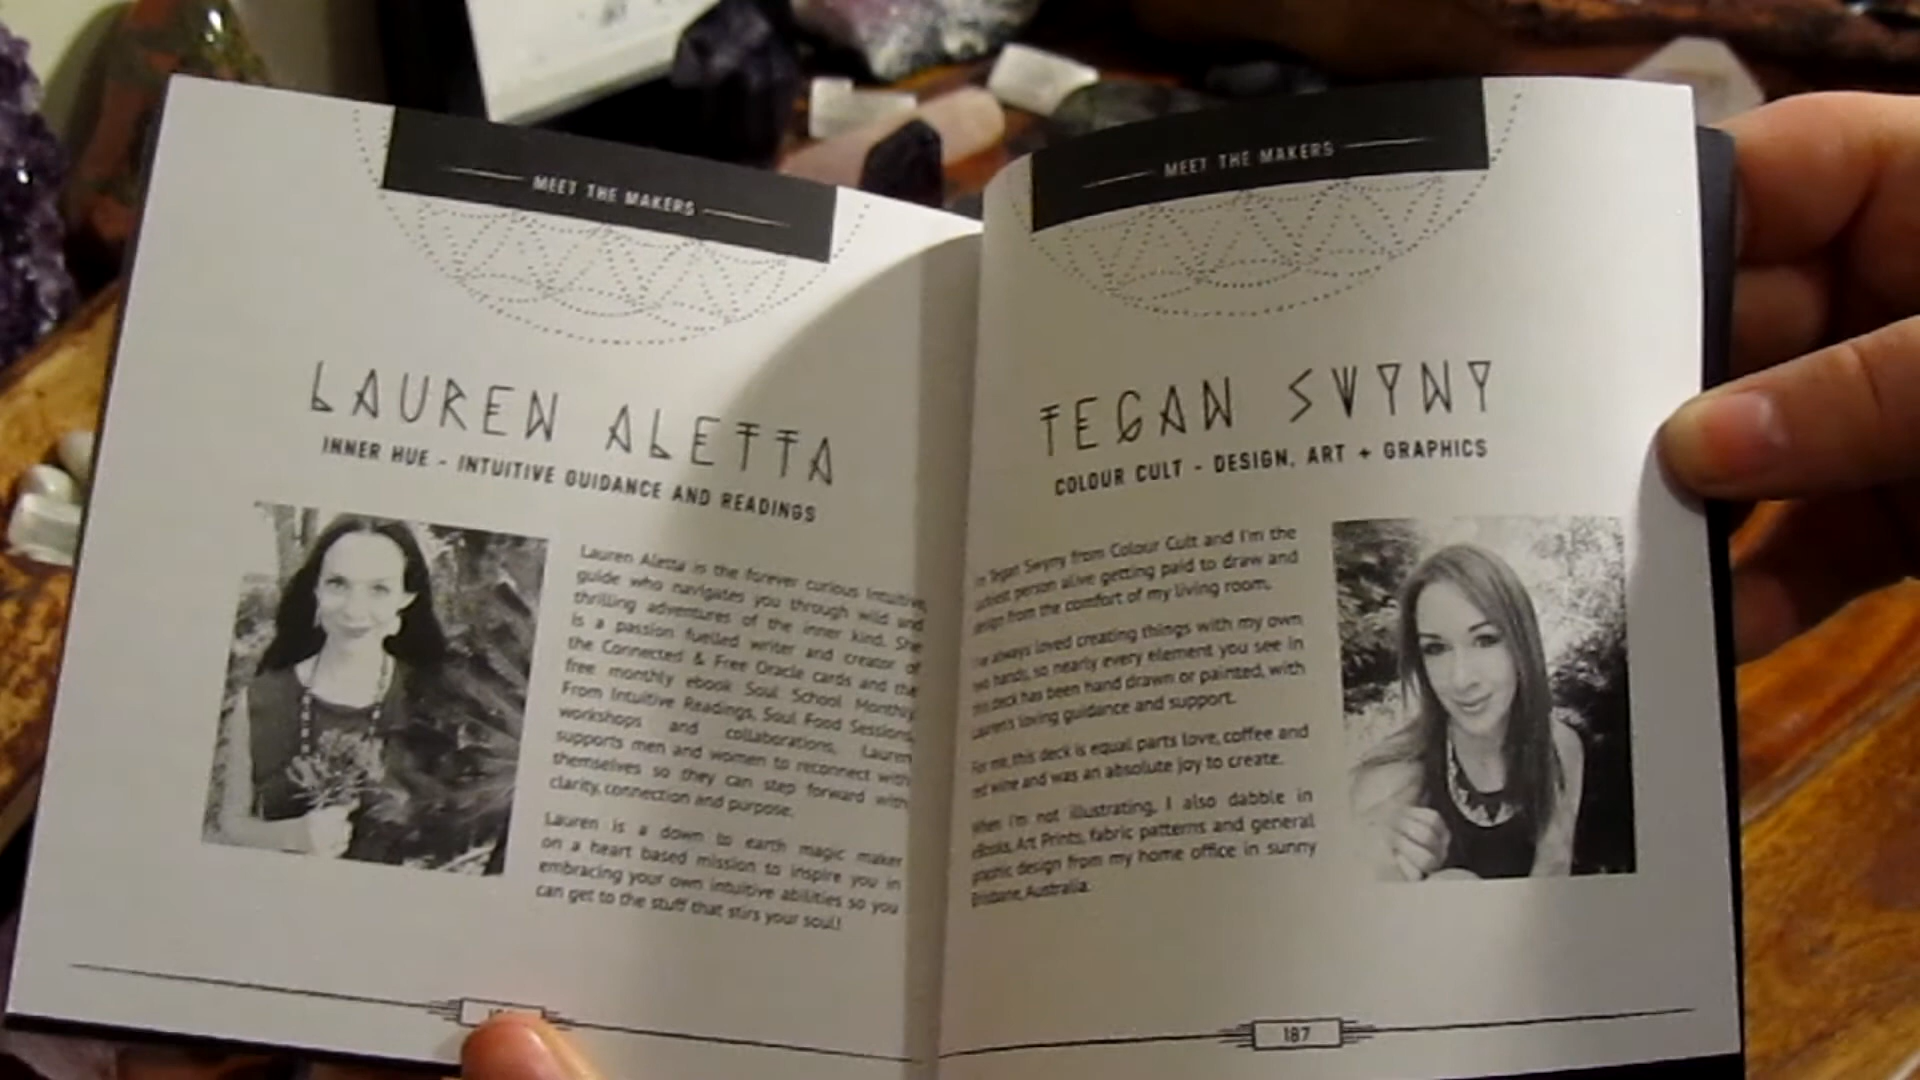 MEET THE MAKERS
LAUREN ALETTA
INNER HUE - INTUITIVE GUIDANCE AND READINGS
Lauren Aletta is the forever curious Intuitive,
guide who navigates you through wild and
thrilling adventures of the inner kind. She
is a passion fuelled writer and creator of
the Connected & Free Oracle cards and the
free monthly ebook Soul School Monthly.
From Intuitive Readings, Soul Food Sessions,
workshops and collaborations, Lauren
supports men and women to reconnect with
themselves so they can step forward with
clarity, connection and purpose.
Lauren is a down to earth magic maker
on a heart based mission to inspire you in
embracing your own intuitive abilities so you
can get to the stuff that stirs your soul!
MEET THE MAKERS
TEGAN SWYNY
COLOUR CULT - DESIGN, ART + GRAPHICS
Tegan Swyny from Colour Cult and I'm the
luckiest person alive getting paid to draw and
design from the comfort of my living room.
I've always loved creating things with my own
two hands, so nearly every element you see in
this deck has been hand drawn or painted, with
Lauren's loving guidance and support.
For me, this deck is equal parts love, coffee and
red wine and was an absolute joy to create.
When I'm not illustrating, I also dabble in
eBooks, Art Prints, fabric patterns and general
graphic design from my home office in sunny
Brisbane, Australia.
187